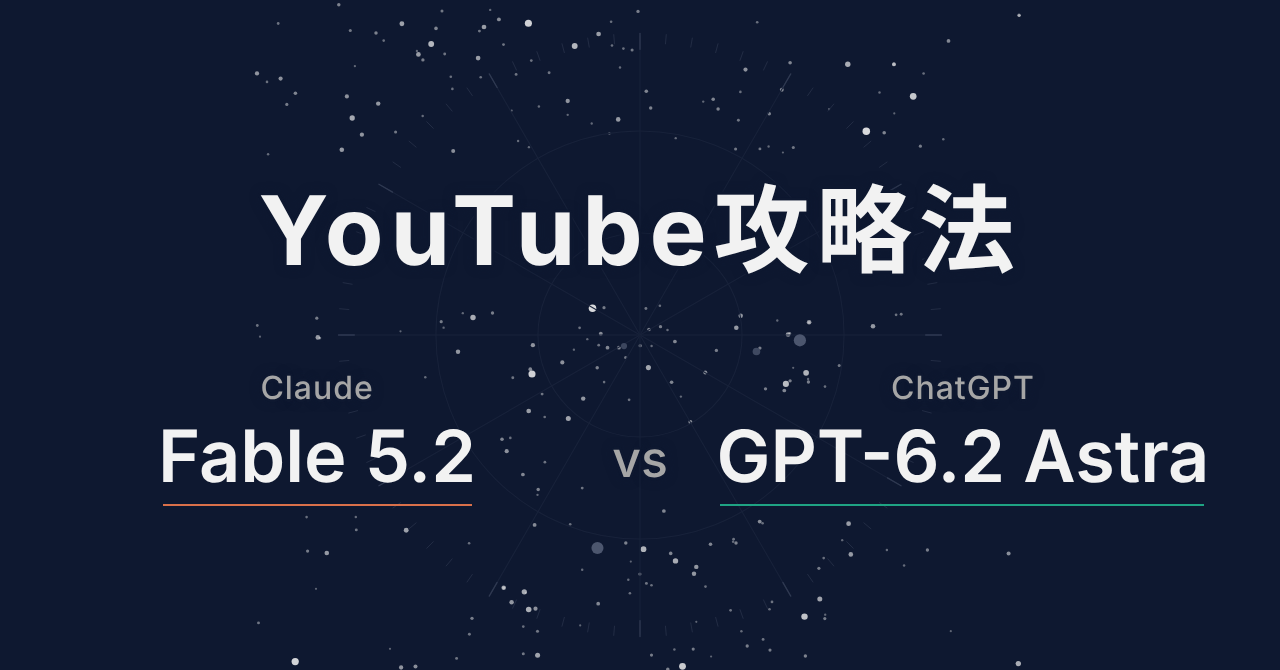 YouTube攻略法
Claude
Fable 5.2
vs
ChatGPT
GPT-6.2 Astra